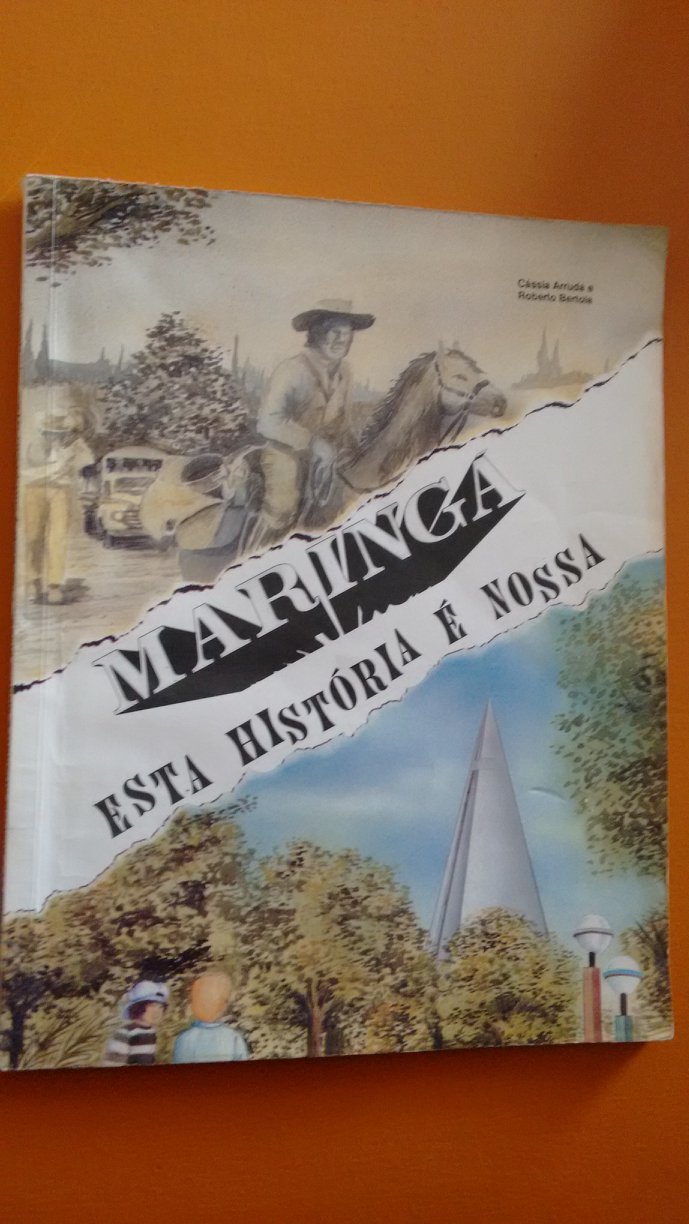 Cássia Arruda e
Roberto Bertola
MARINGÁ
ESTA HISTÓRIA É NOSSA